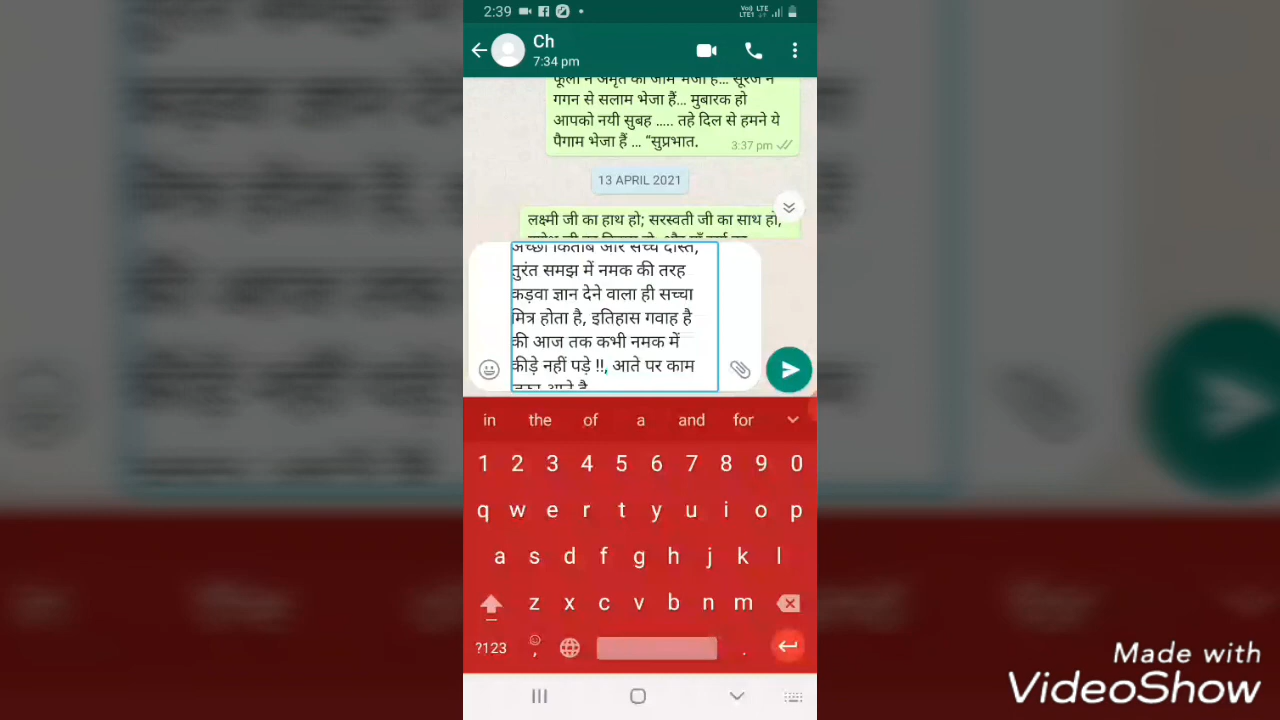 2:39
Voo) LTE
LTE1
Ch
7:34 pm
गगन से सलाम भेजा हैं... मुबारक हो
आपको नयी सुबह ..... तहे दिल से हमने ये
पैगाम भेजा हैं ... "सुप्रभात.
3:37 pm
13 APRIL 2021
लक्ष्मी जी का हाथ हो; सरस्वती जी का साथ हो,
तुरंत समझ में नमक की तरह
कड़वा ज्ञान देने वाला ही सच्चा
मित्र होता है, इतिहास गवाह है
की आज तक कभी नमक में
कीड़े नहीं पड़े !!, आते पर काम
in the of a and for
1 2 3 4 5 6 7 8 9 0
q w e r t y u i o p
a s d f g h j k l
z x c v b n m
?123 , .
Made with
VideoShow